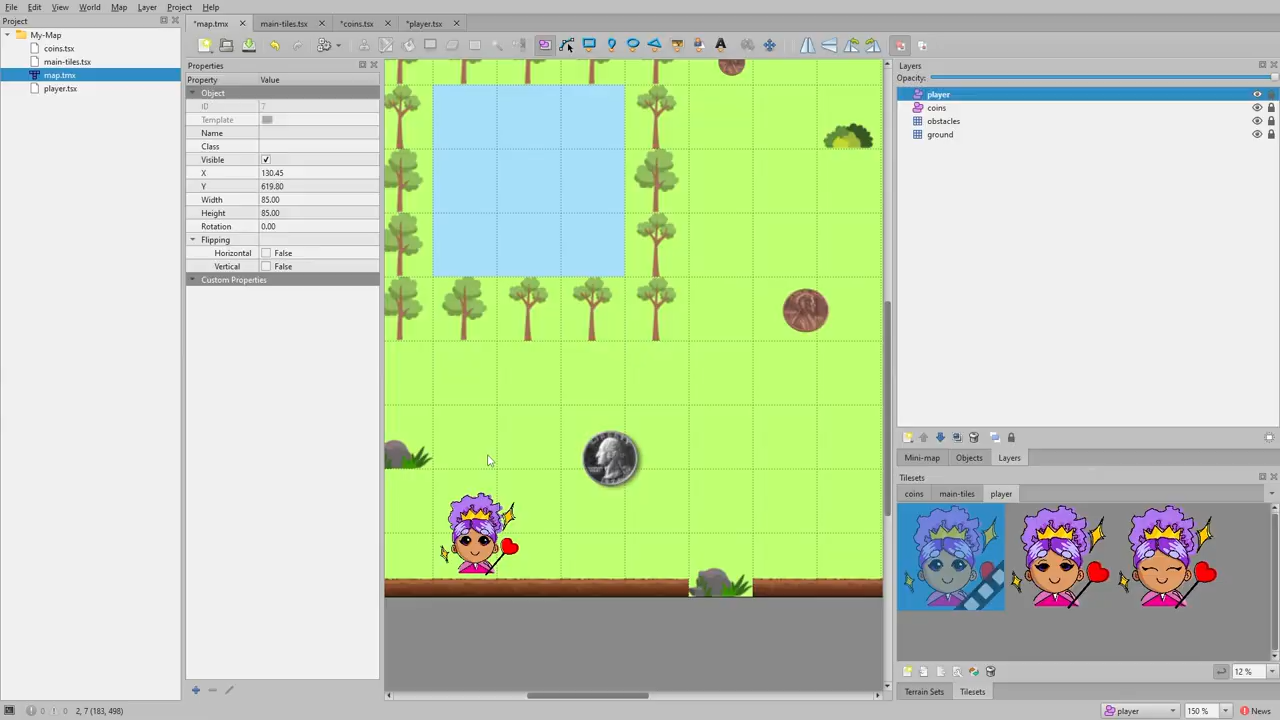 File Edit View World Map Layer Project Help
Project
My-Map
coins.tsx
main-tiles.tsx
map.tmx
player.tsx
*map.tmx
main-tiles.tsx
*coins.tsx
*player.tsx
Properties
Property Value
Object
ID 7
Template
Name
Class
Visible
X 130.45
Y 619.80
Width 85.00
Height 85.00
Rotation 0.00
Flipping
Horizontal False
Vertical False
Custom Properties
Layers
Opacity:
player
coins
obstacles
ground
Mini-map Objects Layers
Tilesets
coins main-tiles player
12 %
Terrain Sets Tilesets
0 0 2, 7 (183, 498)
player 150 % News